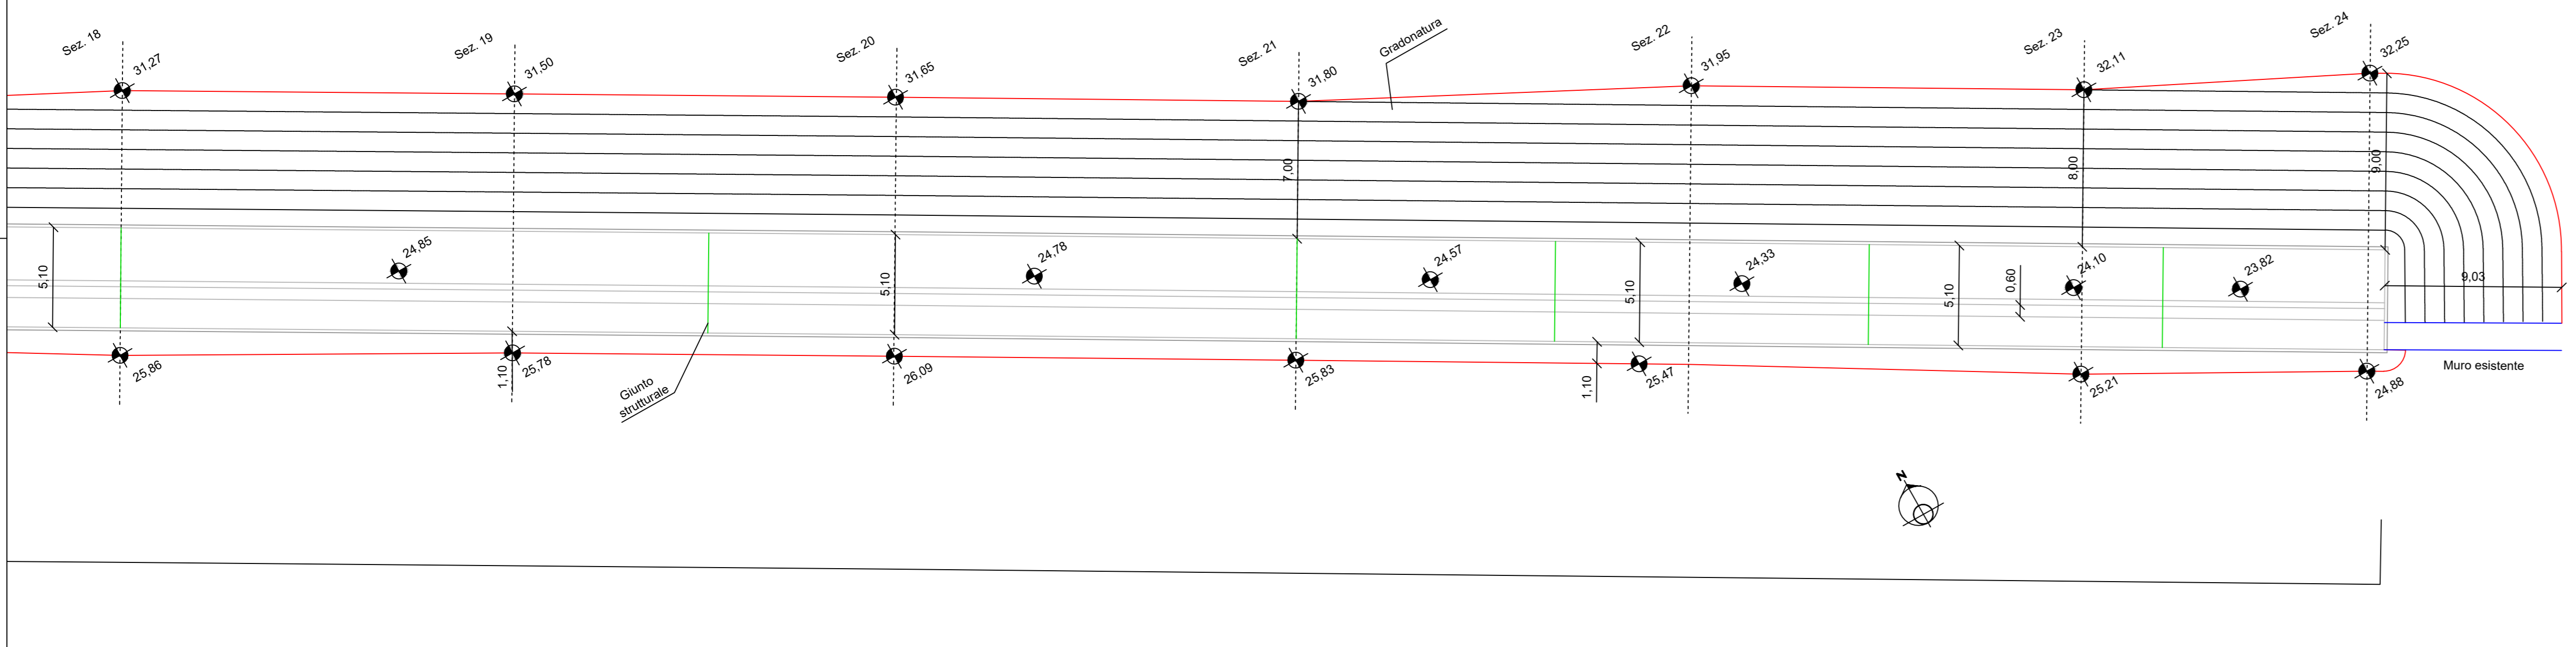 Sez. 18
Sez. 19
Sez. 20
Sez. 21
Gradonatura
Sez. 22
Sez. 23
Sez. 24
31,27
31,50
31,65
31,80
31,95
32,11
32,25
7,00
8,00
9,00
5,10
24,85
5,10
24,78
24,57
5,10
24,33
5,10
0,60
24,10
23,82
9,03
25,86
1,10
25,78
Giunto
strutturale
26,09
25,83
1,10
25,47
25,21
24,88
Muro esistente
N